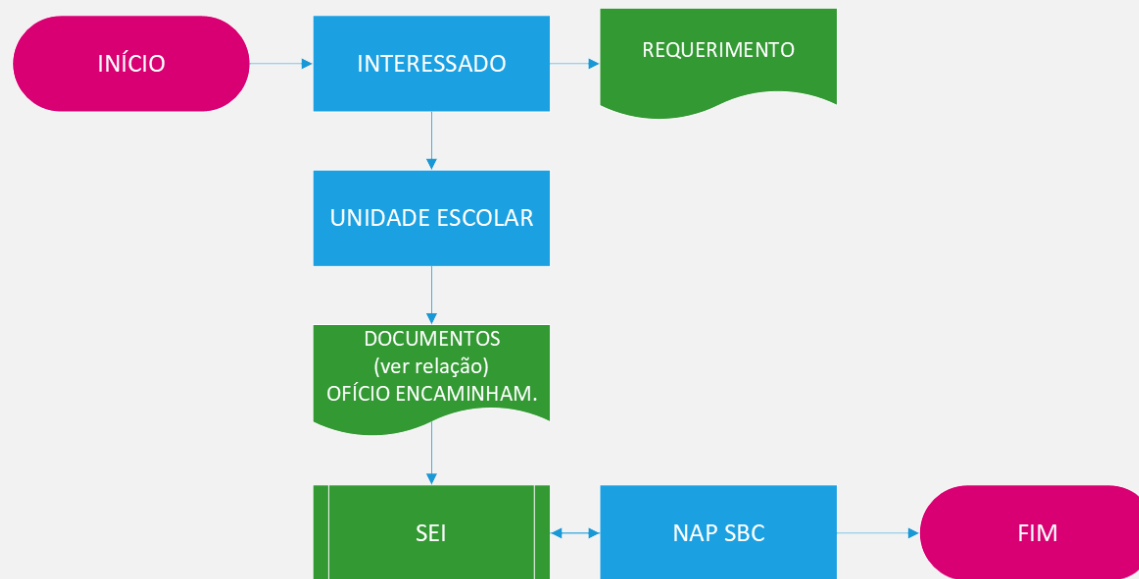 INÍCIO
INTERESSADO
REQUERIMENTO
UNIDADE ESCOLAR
DOCUMENTOS
(ver relação)
OFÍCIO ENCAMINHAM.
SEI
NAP SBC
FIM